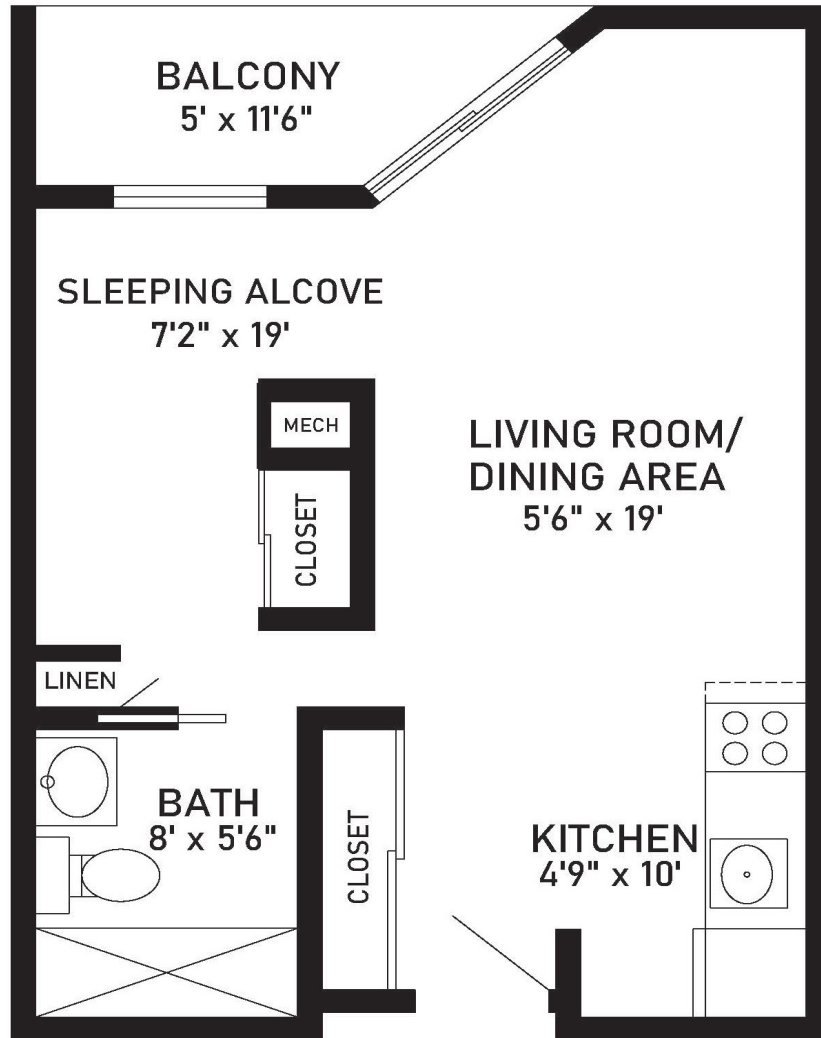 BALCONY
5' x 11'6"
SLEEPING ALCOVE
7'2" x 19'
MECH
CLOSET
LIVING ROOM/
DINING AREA
5'6" x 19'
LINEN
BATH
8' x 5'6"
CLOSET
KITCHEN
4'9" x 10'